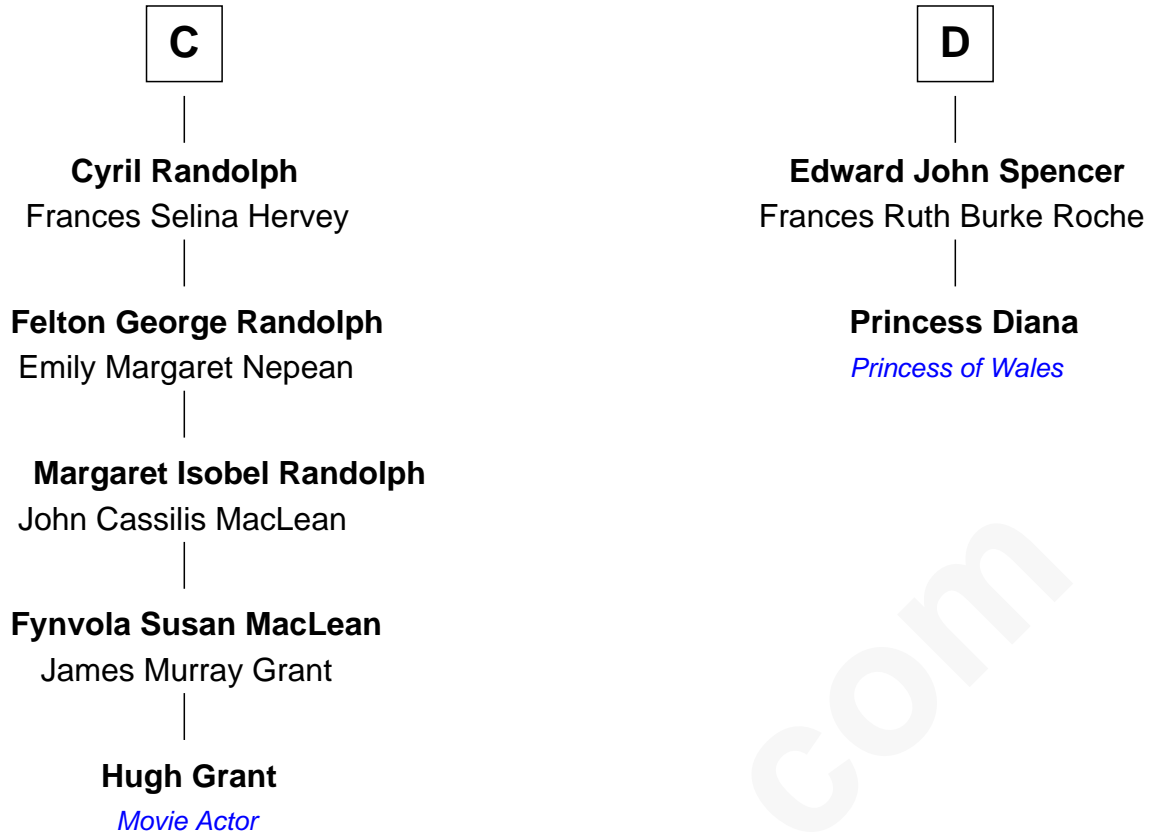 C
Cyril Randolph
Frances Selina Hervey
Felton George Randolph
Emily Margaret Nepean
Margaret Isobel Randolph
John Cassilis MacLean
Fynvola Susan MacLean
James Murray Grant
Hugh Grant
Movie Actor
D
Edward John Spencer
Frances Ruth Burke Roche
Princess Diana
Princess of Wales
com